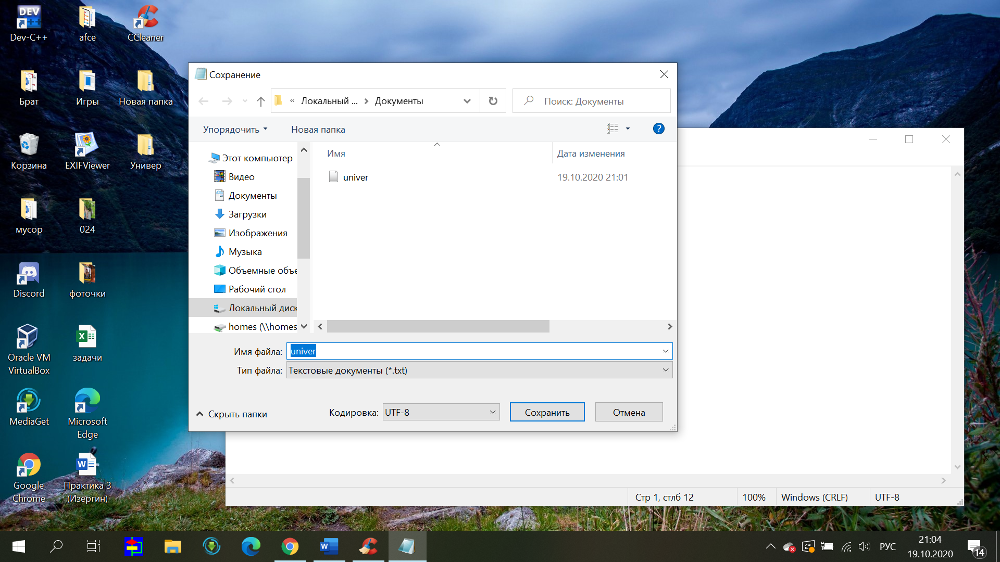 Dev-C++
afce
CCleaner
Брат
Игры
Новая папка
Корзина
EXIFViewer
Универ
мусор
024
Discord
фоточки
Oracle VM
VirtualBox
задачи
MediaGet
Microsoft
Edge
Google
Chrome
Практика 3
(Изергин)
Сохранение
« Локальный ... > Документы
Поиск: Документы
Упорядочить
Новая папка
?
Этот компьютер
Видео
Документы
Загрузки
Изображения
Музыка
Объемные объе
Рабочий стол
Локальный диск
homes (\\homes
Имя
Дата изменения
univer
19.10.2020 21:01
Имя файла: univer
Тип файла: Текстовые документы (*.txt)
Скрыть папки
Кодировка: UTF-8
Сохранить
Отмена
Стр 1, стлб 12
100%
Windows (CRLF)
UTF-8
РУС
21:04
19.10.2020
14